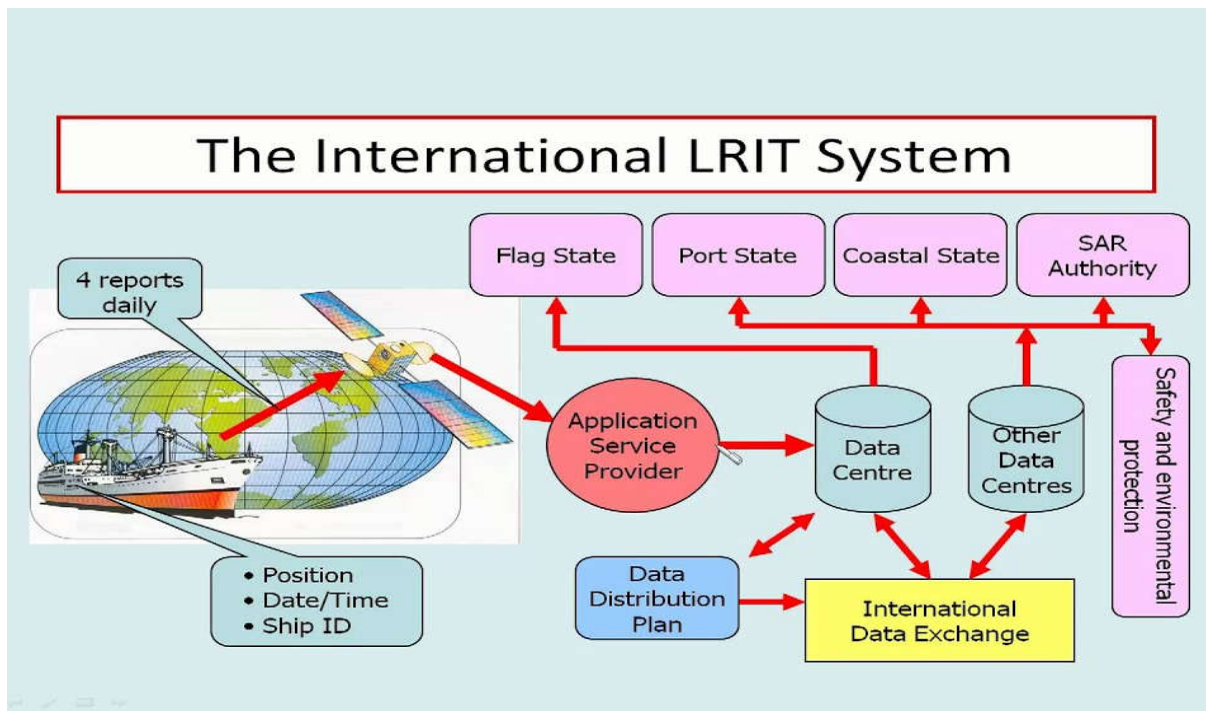 The International LRIT System
Flag State
Port State
Coastal State
SAR
Authority
4 reports
daily
Application
Service
Provider
Data
Centre
Other
Data
Centres
Safety and environmental
protection
• Position
• Date/Time
• Ship ID
Data
Distribution
Plan
International
Data Exchange